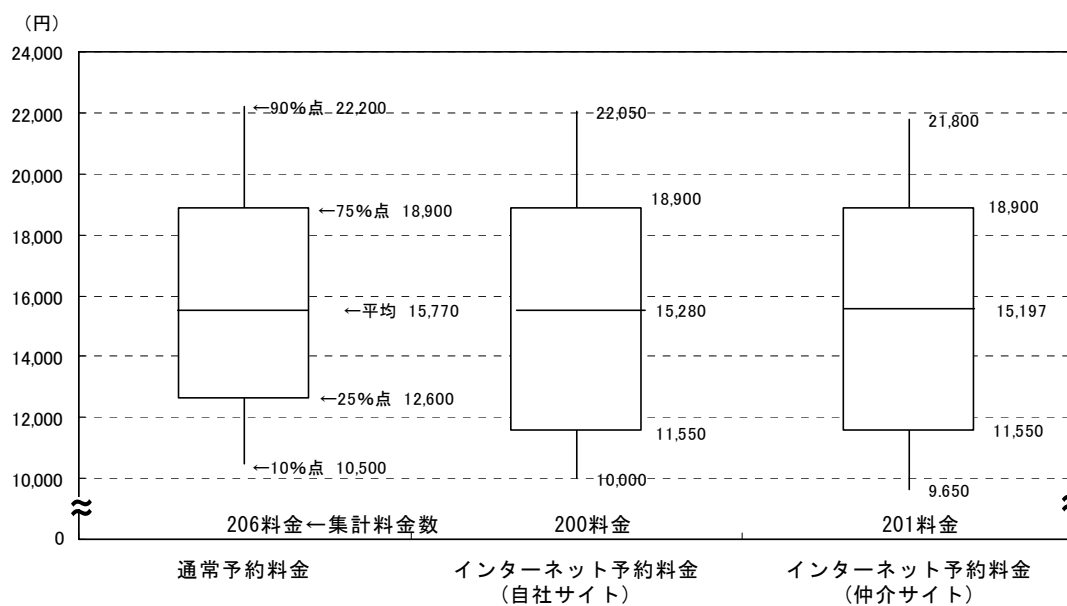 （円）
24,000
22,000
20,000
18,000
16,000
14,000
12,000
10,000
0
←90%点 22,200
←75%点 18,900
←平均 15,770
←25%点 12,600
←10%点 10,500
22,050
18,900
15,280
11,550
10,000
21,800
18,900
15,197
11,550
9.650
206料金←集計料金数
200料金
201料金
通常予約料金
インターネット予約料金
（自社サイト）
インターネット予約料金
（仲介サイト）